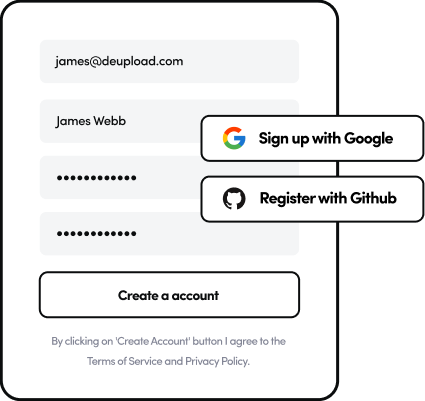 james@deupload.com
James Webb
Sign up with Google
••••••••••••
Register with Github
••••••••••••
Create a account
By clicking on 'Create Account' button I agree to the
Terms of Service and Privacy Policy.